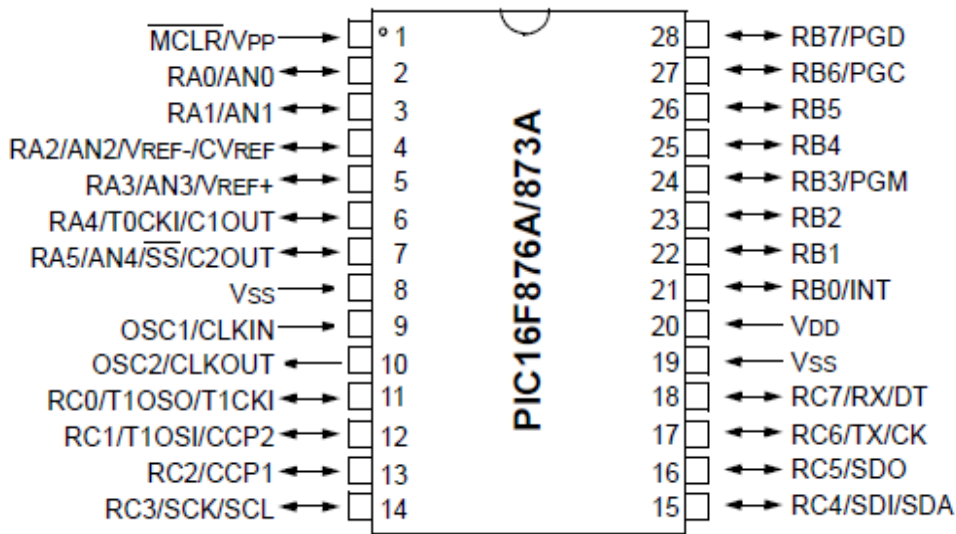 MCLR/VPP 1 28 RB7/PGD
RA0/AN0 2 27 RB6/PGC
RA1/AN1 3 26 RB5
RA2/AN2/VREF-/CVREF 4 25 RB4
RA3/AN3/VREF+ 5 24 RB3/PGM
RA4/T0CKI/C1OUT 6 23 RB2
RA5/AN4/SS/C2OUT 7 22 RB1
VSS 8 21 RB0/INT
OSC1/CLKIN 9 20 VDD
OSC2/CLKOUT 10 19 VSS
RC0/T1OSO/T1CKI 11 18 RC7/RX/DT
RC1/T1OSI/CCP2 12 17 RC6/TX/CK
RC2/CCP1 13 16 RC5/SDO
RC3/SCK/SCL 14 15 RC4/SDI/SDA
PIC16F876A/873A